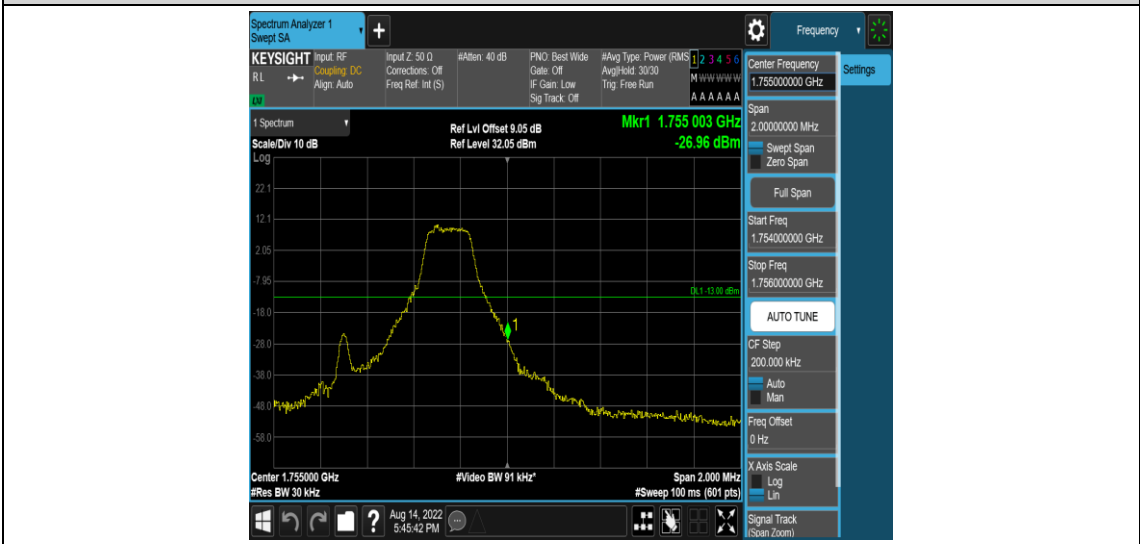 Spectrum Analyzer 1
Swept SA
+
Frequency
KEYSIGHT
RL
LXI
Input: RF
Coupling: DC
Align: Auto
Input Z: 50 Ω
Corrections: Off
Freq Ref: Int (S)
#Atten: 40 dB
PNO: Best Wide
Gate: Off
IF Gain: Low
Sig Track: Off
#Avg Type: Power (RMS
Avg|Hold: 30/30
Trig: Free Run
1 2 3 4 5 6
M W W W W W
A A A A A A
1 Spectrum
Scale/Div 10 dB
Log
Ref Lvl Offset 9.05 dB
Ref Level 32.05 dBm
Mkr1 1.755 003 GHz
-26.96 dBm
22.1
12.1
2.05
-7.95
-18.0
-28.0
-38.0
-48.0
-58.0
DL1 -13.00 dBm
1
Center 1.755000 GHz
#Res BW 30 kHz
#Video BW 91 kHz*
Span 2.000 MHz
#Sweep 100 ms (601 pts)
Center Frequency
1.755000000 GHz
Settings
Span
2.00000000 MHz
Swept Span
Zero Span
Full Span
Start Freq
1.754000000 GHz
Stop Freq
1.756000000 GHz
AUTO TUNE
CF Step
200.000 kHz
Auto
Man
Freq Offset
0 Hz
X Axis Scale
Log
Lin
Signal Track
(Span Zoom)
?
Aug 14, 2022
5:45:42 PM